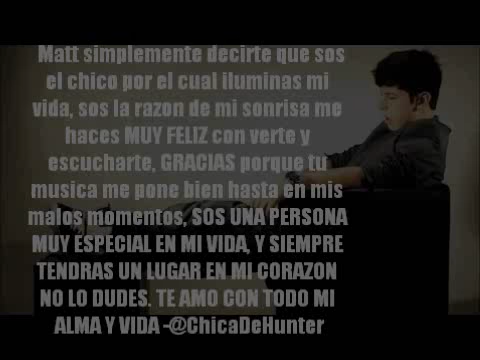 Matt simplemente decirte que sos
el chico por el cual iluminas mi
vida, sos la razon de mi sonrisa me
haces MUY FELIZ con verte y
escucharte, GRACIAS porque tu
musica me pone bien hasta en mis
malos momentos, SOS UNA PERSONA
MUY ESPECIAL EN MI VIDA, Y SIEMPRE
TENDRAS UN LUGAR EN MI CORAZON
NO LO DUDES. TE AMO CON TODO MI
ALMA Y VIDA -@ChicaDeHunter